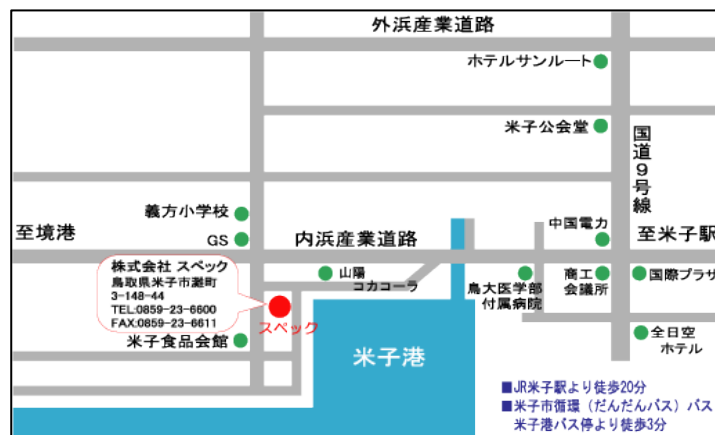 外浜産業道路
ホテルサンルート
米子公会堂
国道9号線
義方小学校
中国電力
至境港
GS
内浜産業道路
至米子駅
株式会社 スペック
鳥取県米子市灘町
3-148-44
TEL:0859-23-6600
FAX:0859-23-6611
山陽
コカコーラ
鳥大医学部
付属病院
商工
会議所
国際プラザ
スペック
米子食品会館
米子港
全日空
ホテル
■JR米子駅より徒歩20分
■米子市循環（だんだんバス）バス
米子港バス停より徒歩3分